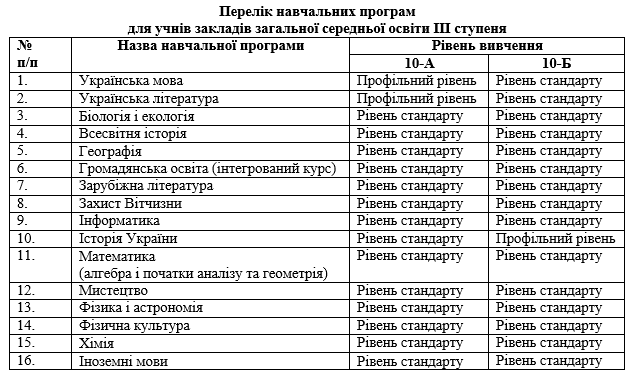 Перелік навчальних програм
для учнів закладів загальної середньої освіти III ступеня
№ Назва навчальної програми Рівень вивчення
п/п 10-А 10-Б
1. Українська мова Профільний рівень Рівень стандарту
2. Українська література Профільний рівень Рівень стандарту
3. Біологія і екологія Рівень стандарту Рівень стандарту
4. Всесвітня історія Рівень стандарту Рівень стандарту
5. Географія Рівень стандарту Рівень стандарту
6. Громадянська освіта (інтегрований курс) Рівень стандарту Рівень стандарту
7. Зарубіжна література Рівень стандарту Рівень стандарту
8. Захист Вітчизни Рівень стандарту Рівень стандарту
9. Інформатика Рівень стандарту Рівень стандарту
10. Історія України Рівень стандарту Профільний рівень
11. Математика Рівень стандарту Рівень стандарту
(алгебра і початки аналізу та геометрія)
12. Мистецтво Рівень стандарту Рівень стандарту
13. Фізика і астрономія Рівень стандарту Рівень стандарту
14. Фізична культура Рівень стандарту Рівень стандарту
15. Хімія Рівень стандарту Рівень стандарту
16. Іноземні мови Рівень стандарту Рівень стандарту